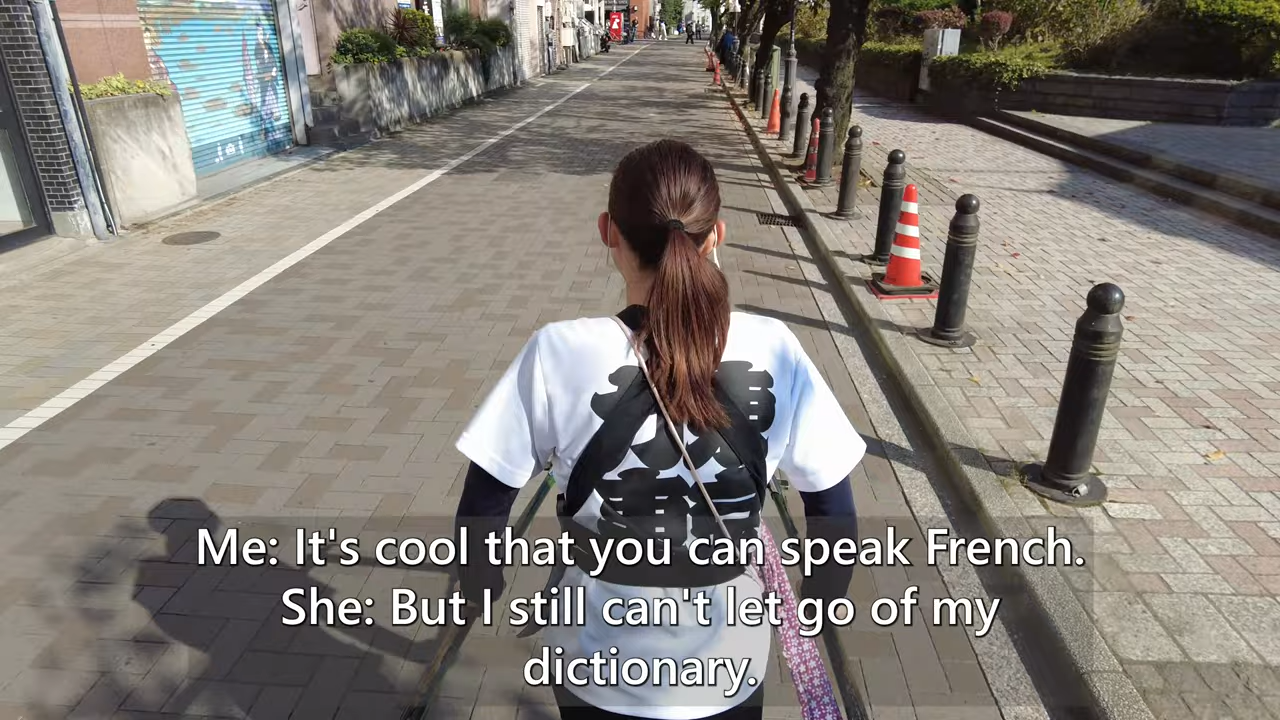 Me: It's cool that you can speak French.
She: But I still can't let go of my
dictionary.